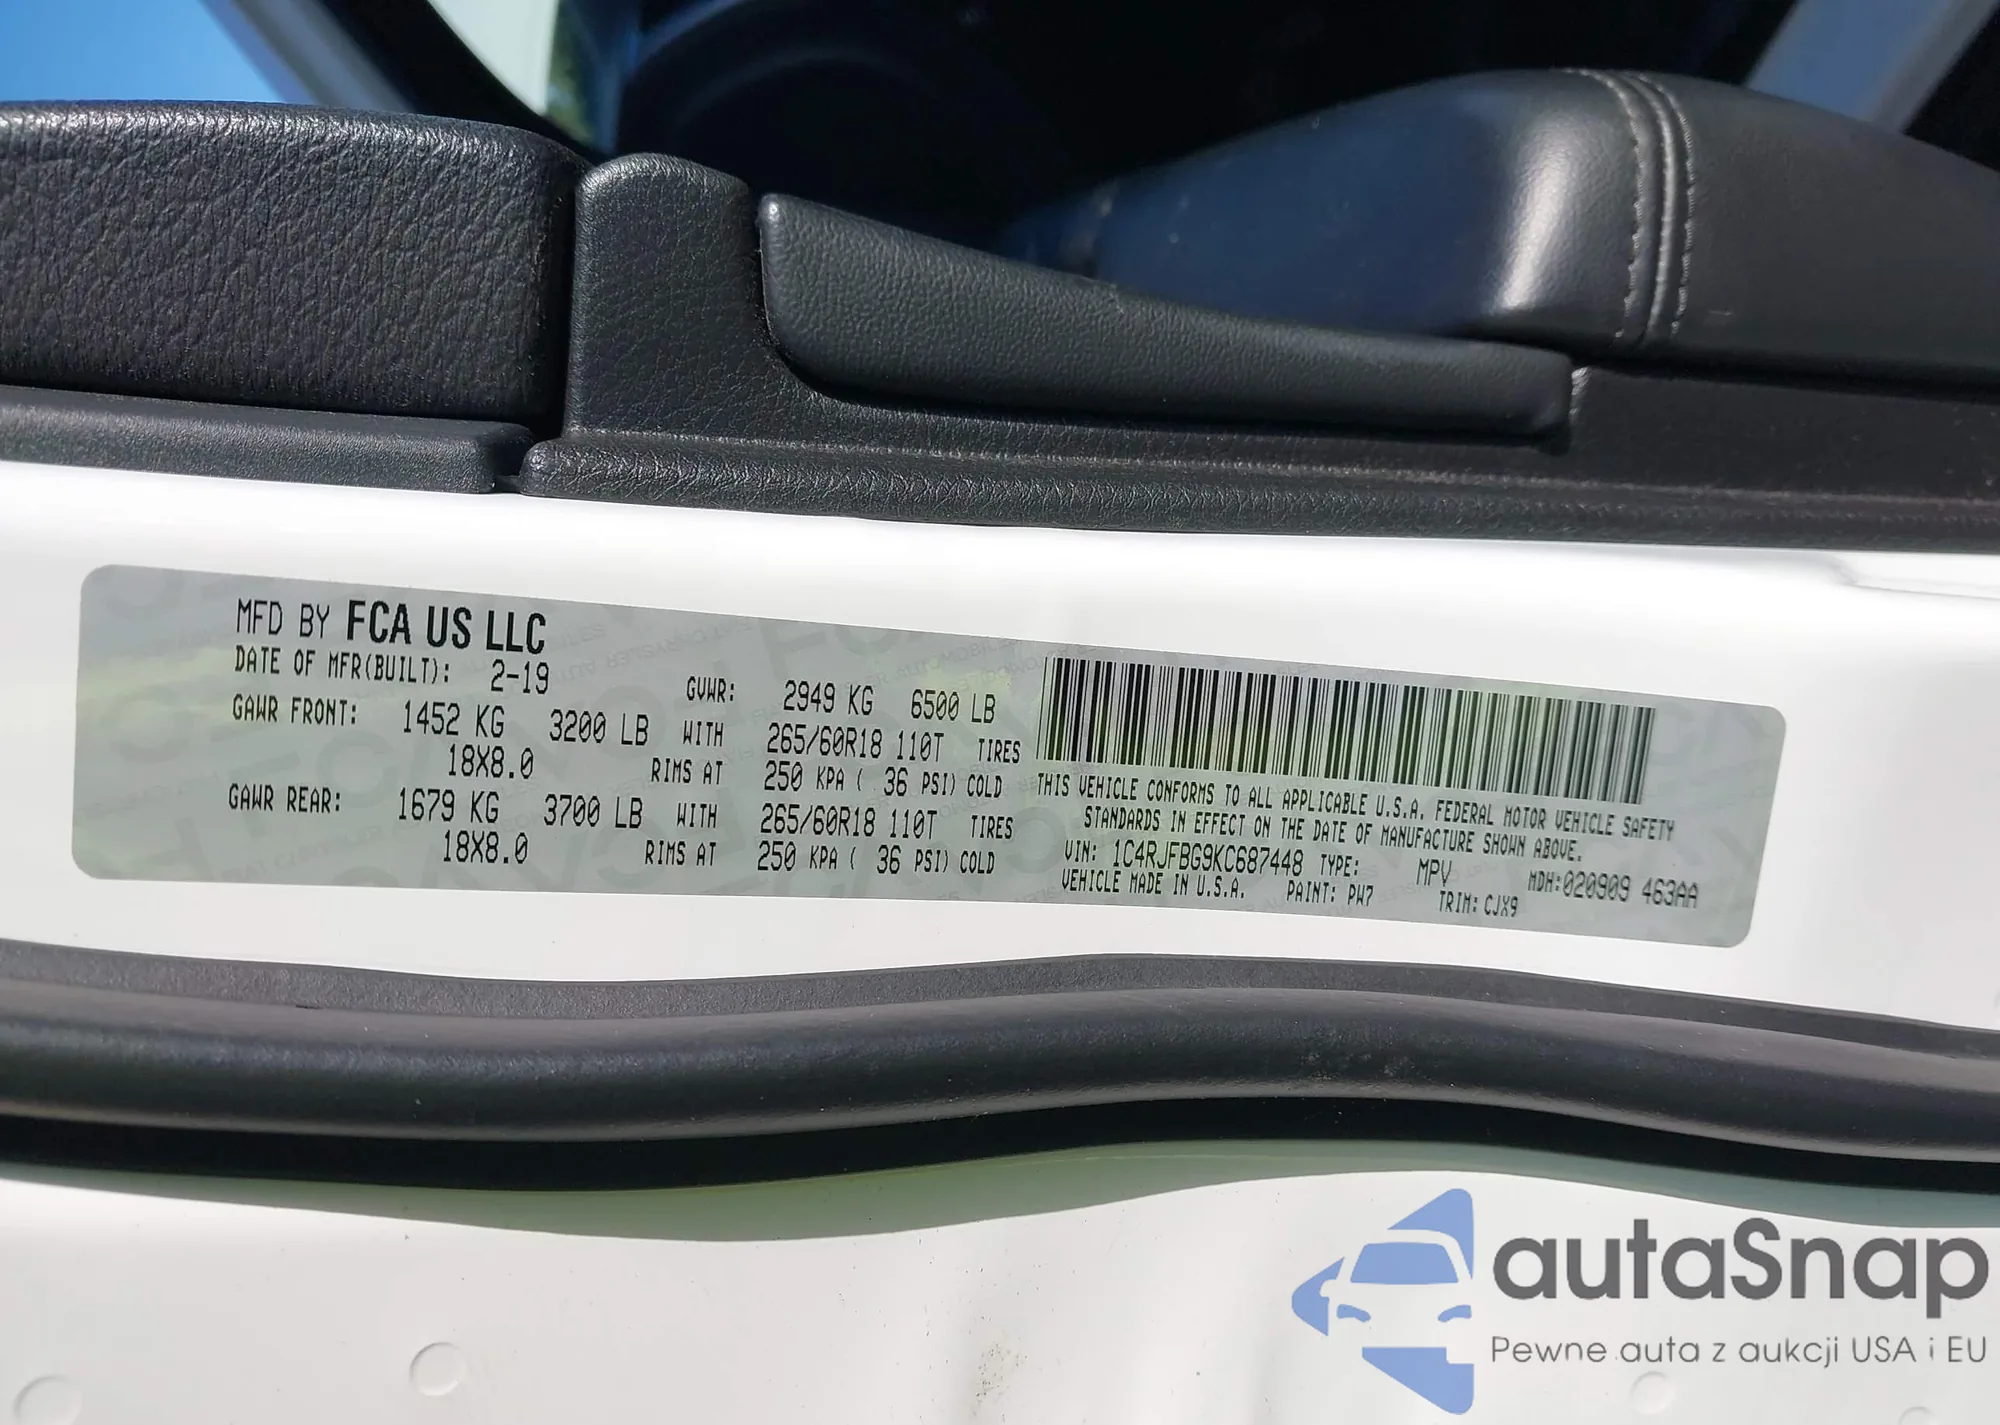 MFD BY FCA US LLC
DATE OF MFR(BUILT): 2-19 GVWR: 2949 KG 6500 LB
GAWR FRONT: 1452 KG 3200 LB WITH 265/60R18 110T TIRES
18X8.0 RIMS AT 250 KPA ( 36 PSI) COLD
GAWR REAR: 1679 KG 3700 LB WITH 265/60R18 110T TIRES
18X8.0 RIMS AT 250 KPA ( 36 PSI) COLD
THIS VEHICLE CONFORMS TO ALL APPLICABLE U.S.A. FEDERAL MOTOR VEHICLE SAFETY
STANDARDS IN EFFECT ON THE DATE OF MANUFACTURE SHOWN ABOVE.
VIN: 1C4RJFBG9KC687448 TYPE: MPV MDH:020909 463AA
VEHICLE MADE IN U.S.A. PAINT: PW7 TRIM: CJX9
autaSnap
Pewne auta z aukcji USA i EU